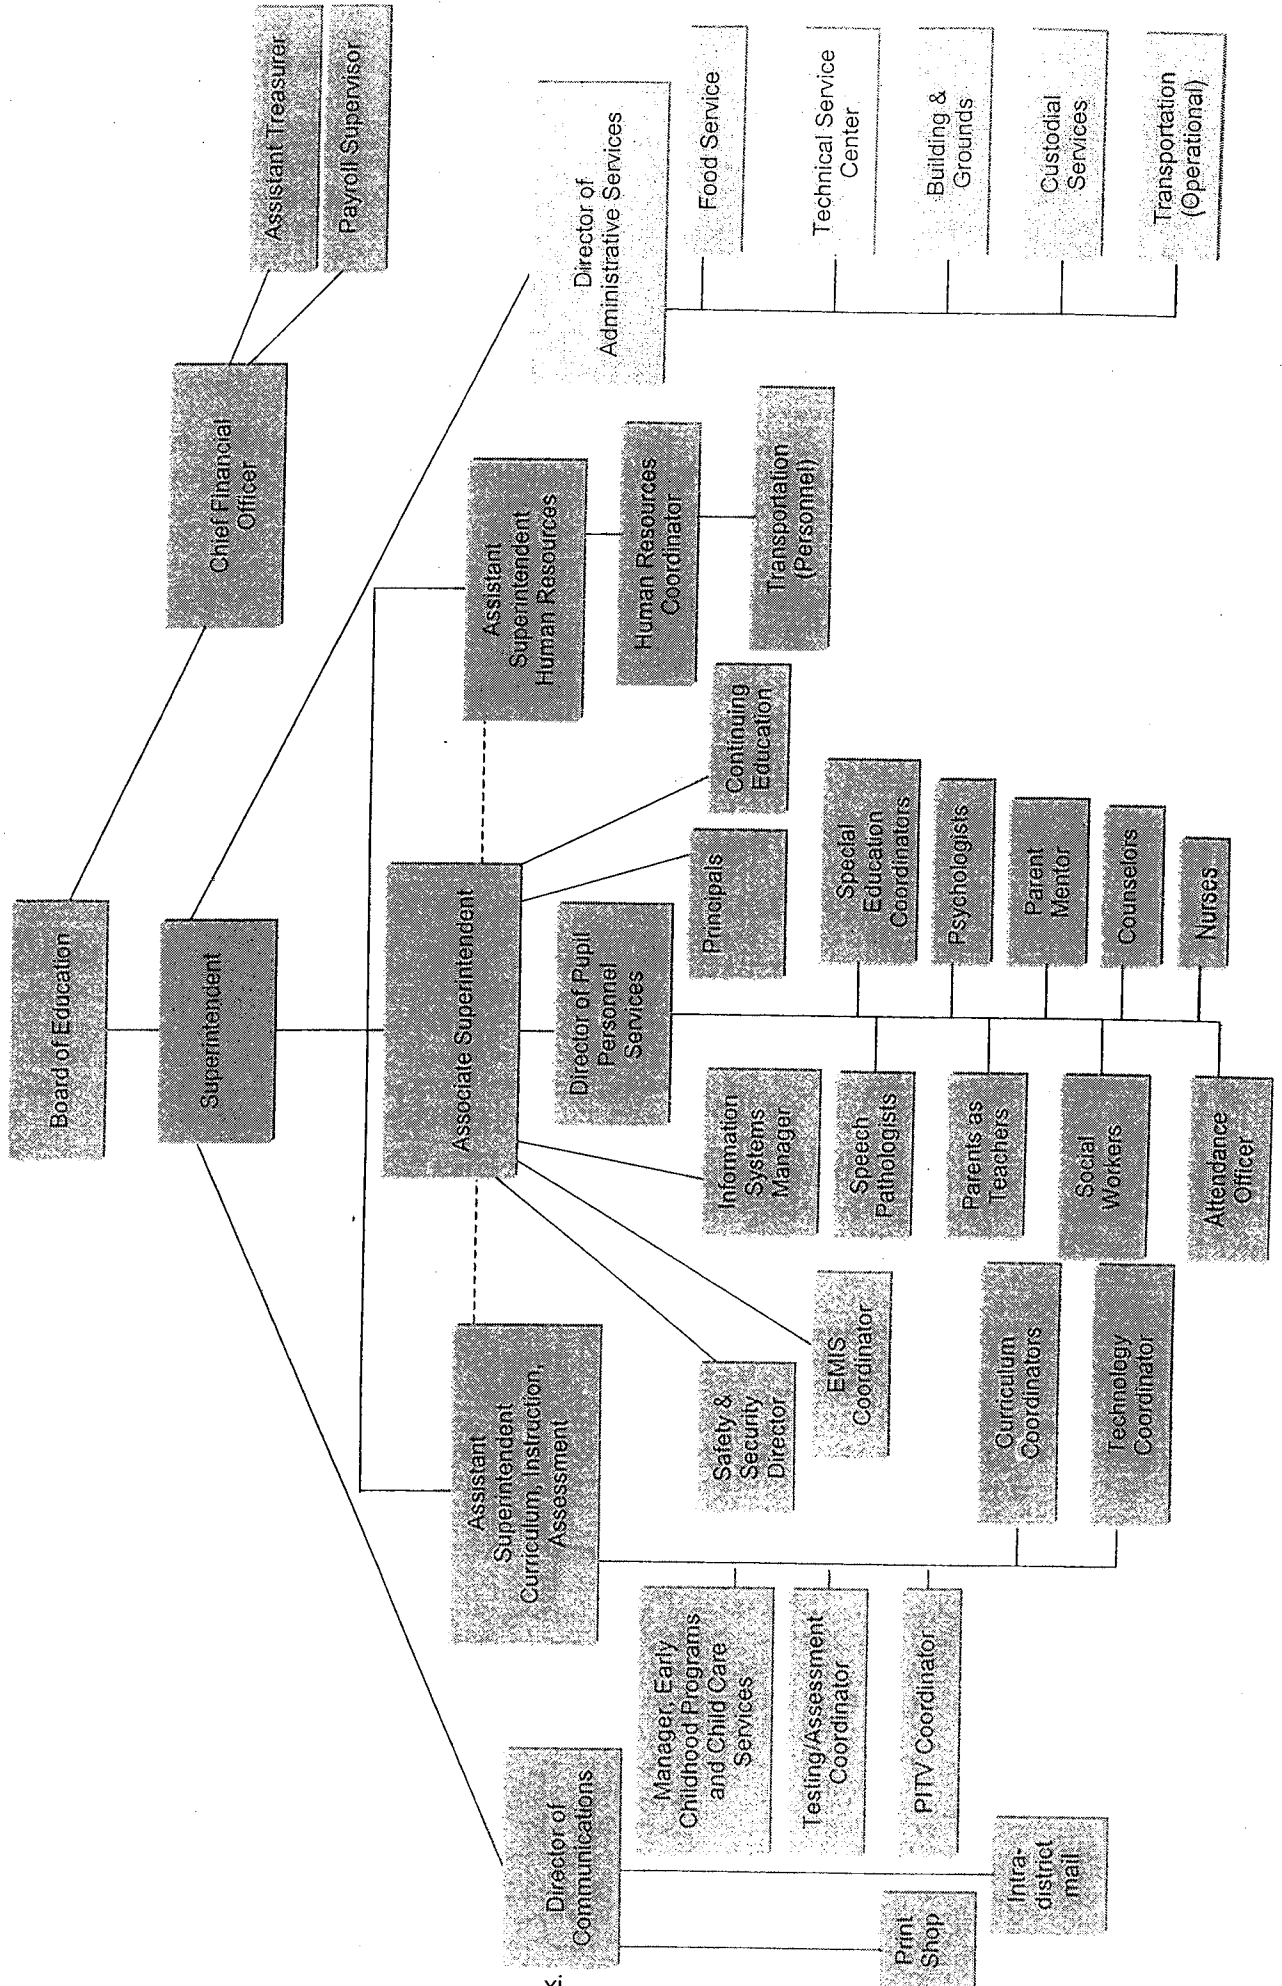 Board of Education
Superintendent
Chief Financial
Officer
Assistant Treasurer
Payroll Supervisor
Director of
Communications
Print
Shop
Intra-
district
mail
Assistant
Superintendent
Curriculum, Instruction,
Assessment
Manager, Early
Childhood Programs
and Child Care
Services
Testing/Assessment
Coordinator
PITV Coordinator
Curriculum
Coordinators
Technology
Coordinator
Associate Superintendent
Safety &
Security
Director
EMIS
Coordinator
Information
Systems
Manager
Director of Pupil
Personnel
Services
Principals
Continuing
Education
Speech
Pathologists
Parents as
Teachers
Social
Workers
Attendance
Officer
Special
Education
Coordinators
Psychologists
Parent
Mentor
Counselors
Nurses
Assistant
Superintendent
Human Resources
Human Resources
Coordinator
Transportation
(Personnel)
Director of
Administrative Services
Food Service
Technical Service
Center
Building &
Grounds
Custodial
Services
Transportation
(Operational)
xi